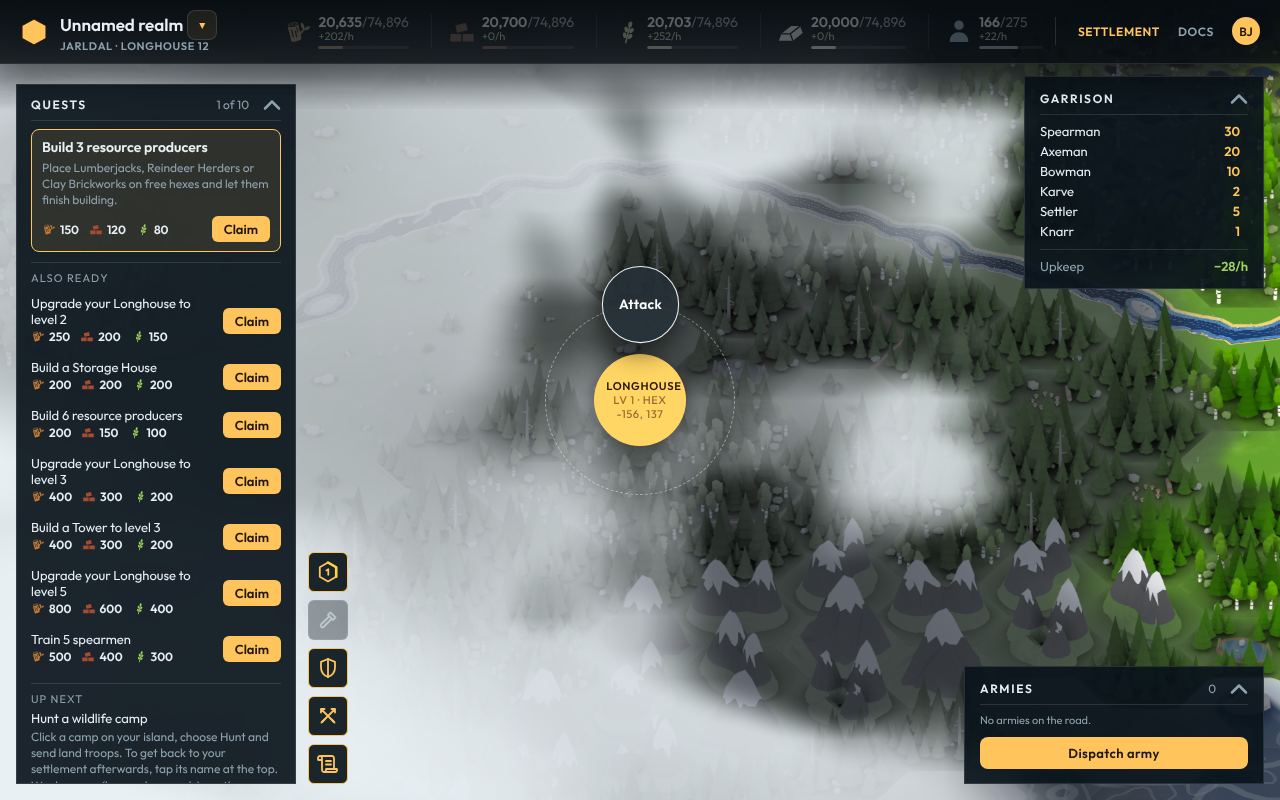 Unnamed realm
JARLDAL · LONGHOUSE 12
20,635/74,896
+202/h
20,700/74,896
+0/h
20,703/74,896
+252/h
20,000/74,896
+0/h
166/275
+22/h
SETTLEMENT
DOCS
BJ
QUESTS 1 of 10
Build 3 resource producers
Place Lumberjacks, Reindeer Herders or
Clay Brickworks on free hexes and let them
finish building.
150 120 80 Claim
ALSO READY
Upgrade your Longhouse to
level 2
250 200 150 Claim
Build a Storage House
200 200 200 Claim
Build 6 resource producers
200 150 100 Claim
Upgrade your Longhouse to
level 3
400 300 200 Claim
Build a Tower to level 3
400 300 200 Claim
Upgrade your Longhouse to
level 5
800 600 400 Claim
Train 5 spearmen
500 400 300 Claim
UP NEXT
Hunt a wildlife camp
Click a camp on your island, choose Hunt and
send land troops. To get back to your
settlement afterwards, tap its name at the top.
1
Attack
LONGHOUSE
LV 1 · HEX
-156, 137
GARRISON
Spearman 30
Axeman 20
Bowman 10
Karve 2
Settler 5
Knarr 1
Upkeep −28/h
ARMIES 0
No armies on the road.
Dispatch army